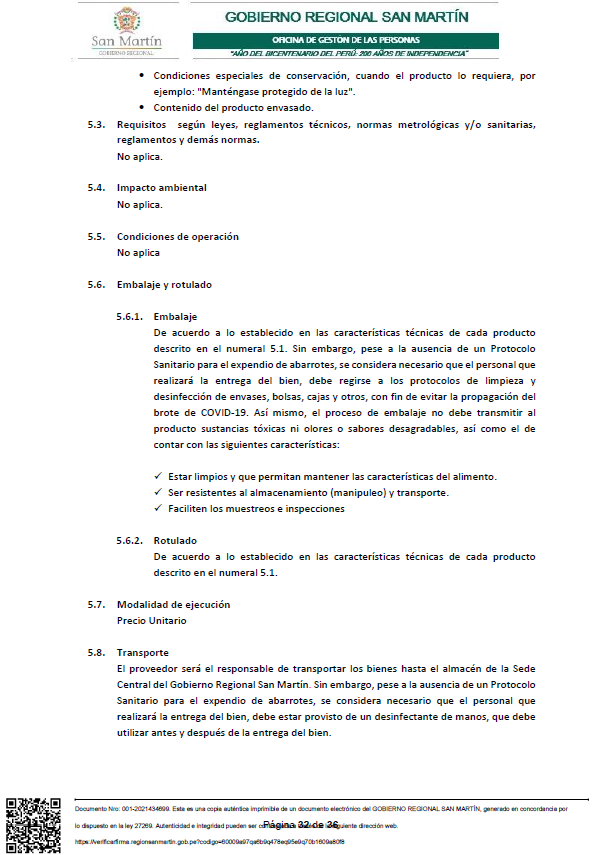 San Martín
GOBIERNO REGIONAL
GOBIERNO REGIONAL SAN MARTÍN
OFICINA DE GESTIÓN DE LAS PERSONAS
"AÑO DEL BICENTENARIO DEL PERÚ: 200 AÑOS DE INDEPENDENCIA"
• Condiciones especiales de conservación, cuando el producto lo requiera, por
ejemplo: "Manténgase protegido de la luz".
• Contenido del producto envasado.
5.3. Requisitos según leyes, reglamentos técnicos, normas metrológicas y/o sanitarias,
reglamentos y demás normas.
No aplica.
5.4. Impacto ambiental
No aplica.
5.5. Condiciones de operación
No aplica
5.6. Embalaje y rotulado
5.6.1. Embalaje
De acuerdo a lo establecido en las características técnicas de cada producto
descrito en el numeral 5.1. Sin embargo, pese a la ausencia de un Protocolo
Sanitario para el expendio de abarrotes, se considera necesario que el personal que
realizará la entrega del bien, debe regirse a los protocolos de limpieza y
desinfección de envases, bolsas, cajas y otros, con fin de evitar la propagación del
brote de COVID-19. Así mismo, el proceso de embalaje no debe transmitir al
producto sustancias tóxicas ni olores o sabores desagradables, así como el de
contar con las siguientes características:
✓ Estar limpios y que permitan mantener las características del alimento.
✓ Ser resistentes al almacenamiento (manipuleo) y transporte.
✓ Faciliten los muestreos e inspecciones
5.6.2. Rotulado
De acuerdo a lo establecido en las características técnicas de cada producto
descrito en el numeral 5.1.
5.7. Modalidad de ejecución
Precio Unitario
5.8. Transporte
El proveedor será el responsable de transportar los bienes hasta el almacén de la Sede
Central del Gobierno Regional San Martín. Sin embargo, pese a la ausencia de un Protocolo
Sanitario para el expendio de abarrotes, se considera necesario que el personal que
realizará la entrega del bien, debe estar provisto de un desinfectante de manos, que debe
utilizar antes y después de la entrega del bien.
Documento Nro: 001-2021434699. Esta es una copia auténtica imprimible de un documento electrónico del GOBIERNO REGIONAL SAN MARTÍN, generado en concordancia por
lo dispuesto en la ley 27269. Autenticidad e integridad pueden ser
Página 32 de 36
siguiente dirección web.
https://verificarfirma.regionsanmartin.gob.pe?codigo=60009a97qa6b9q478eq95e9q70b1609a80f8